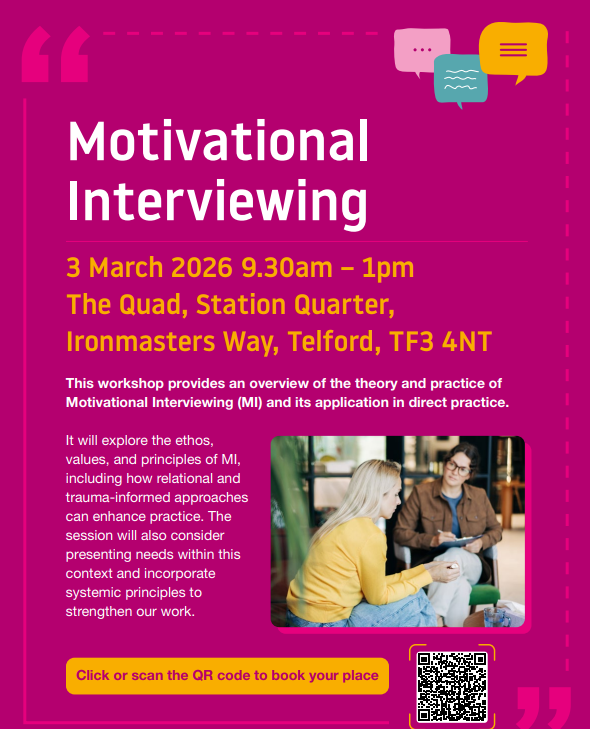 Motivational
Interviewing
3 March 2026 9.30am – 1pm
The Quad, Station Quarter,
Ironmasters Way, Telford, TF3 4NT
This workshop provides an overview of the theory and practice of
Motivational Interviewing (MI) and its application in direct practice.
It will explore the ethos,
values, and principles of MI,
including how relational and
trauma-informed approaches
can enhance practice. The
session will also consider
presenting needs within this
context and incorporate
systemic principles to
strengthen our work.
Click or scan the QR code to book your place